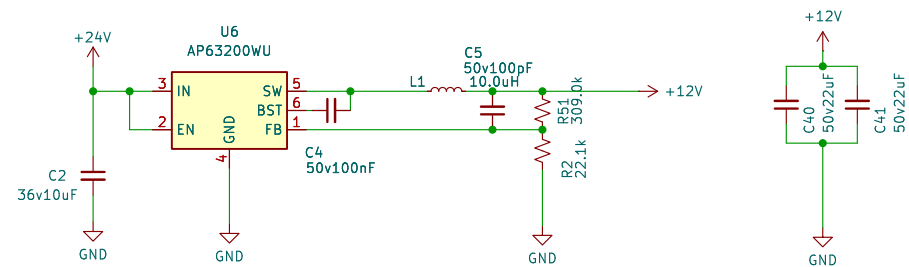 +24V
U6
AP63200WU
3
IN
2
EN
GND
4
SW
5
BST
6
FB
1
C2
36v10uF
GND
GND
C4
50v100nF
L1
10.0uH
C5
50v100pF
R51
309.0k
R2
22.1k
+12V
GND
+12V
C40
50v22uF
C41
50v22uF
GND